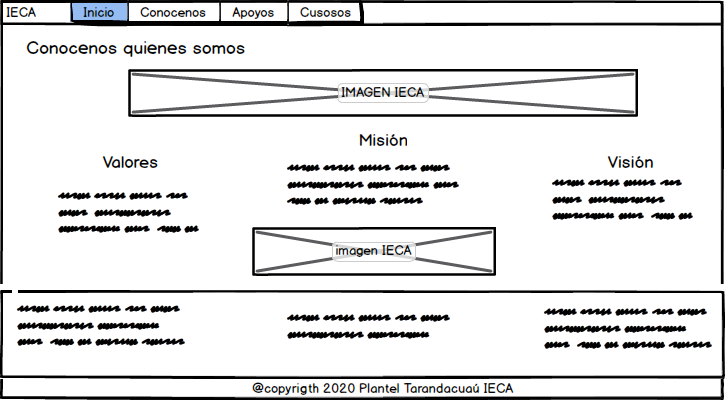 IECA Inicio Conocenos Apoyos Cusosos
Conocenos quienes somos
IMAGEN IECA
Misión
Valores
Visión
imagen IECA
@copyrigth 2020 Plantel Tarandacuaú IECA